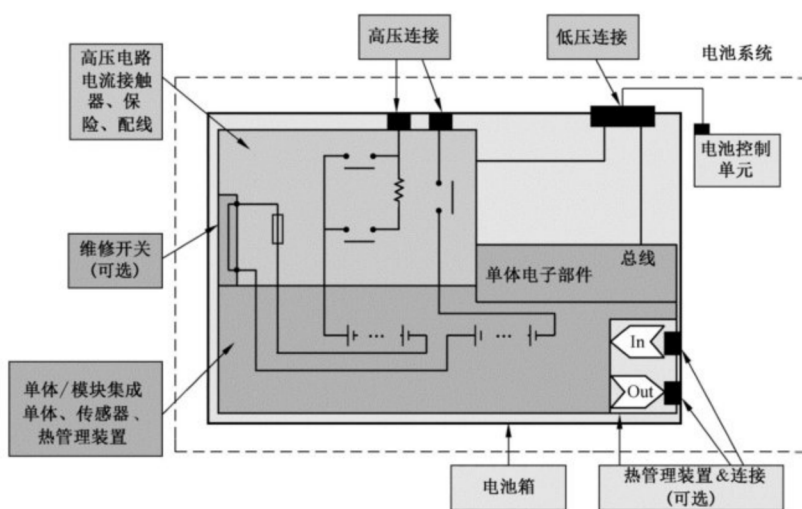 高压连接
低压连接
电池系统
高压电路
电流接触
器、保
险、配线
电池控制
单元
维修开关
(可选)
单体电子部件
总线
In
Out
单体/模块集成
单体、传感器、
热管理装置
电池箱
热管理装置&连接
(可选)